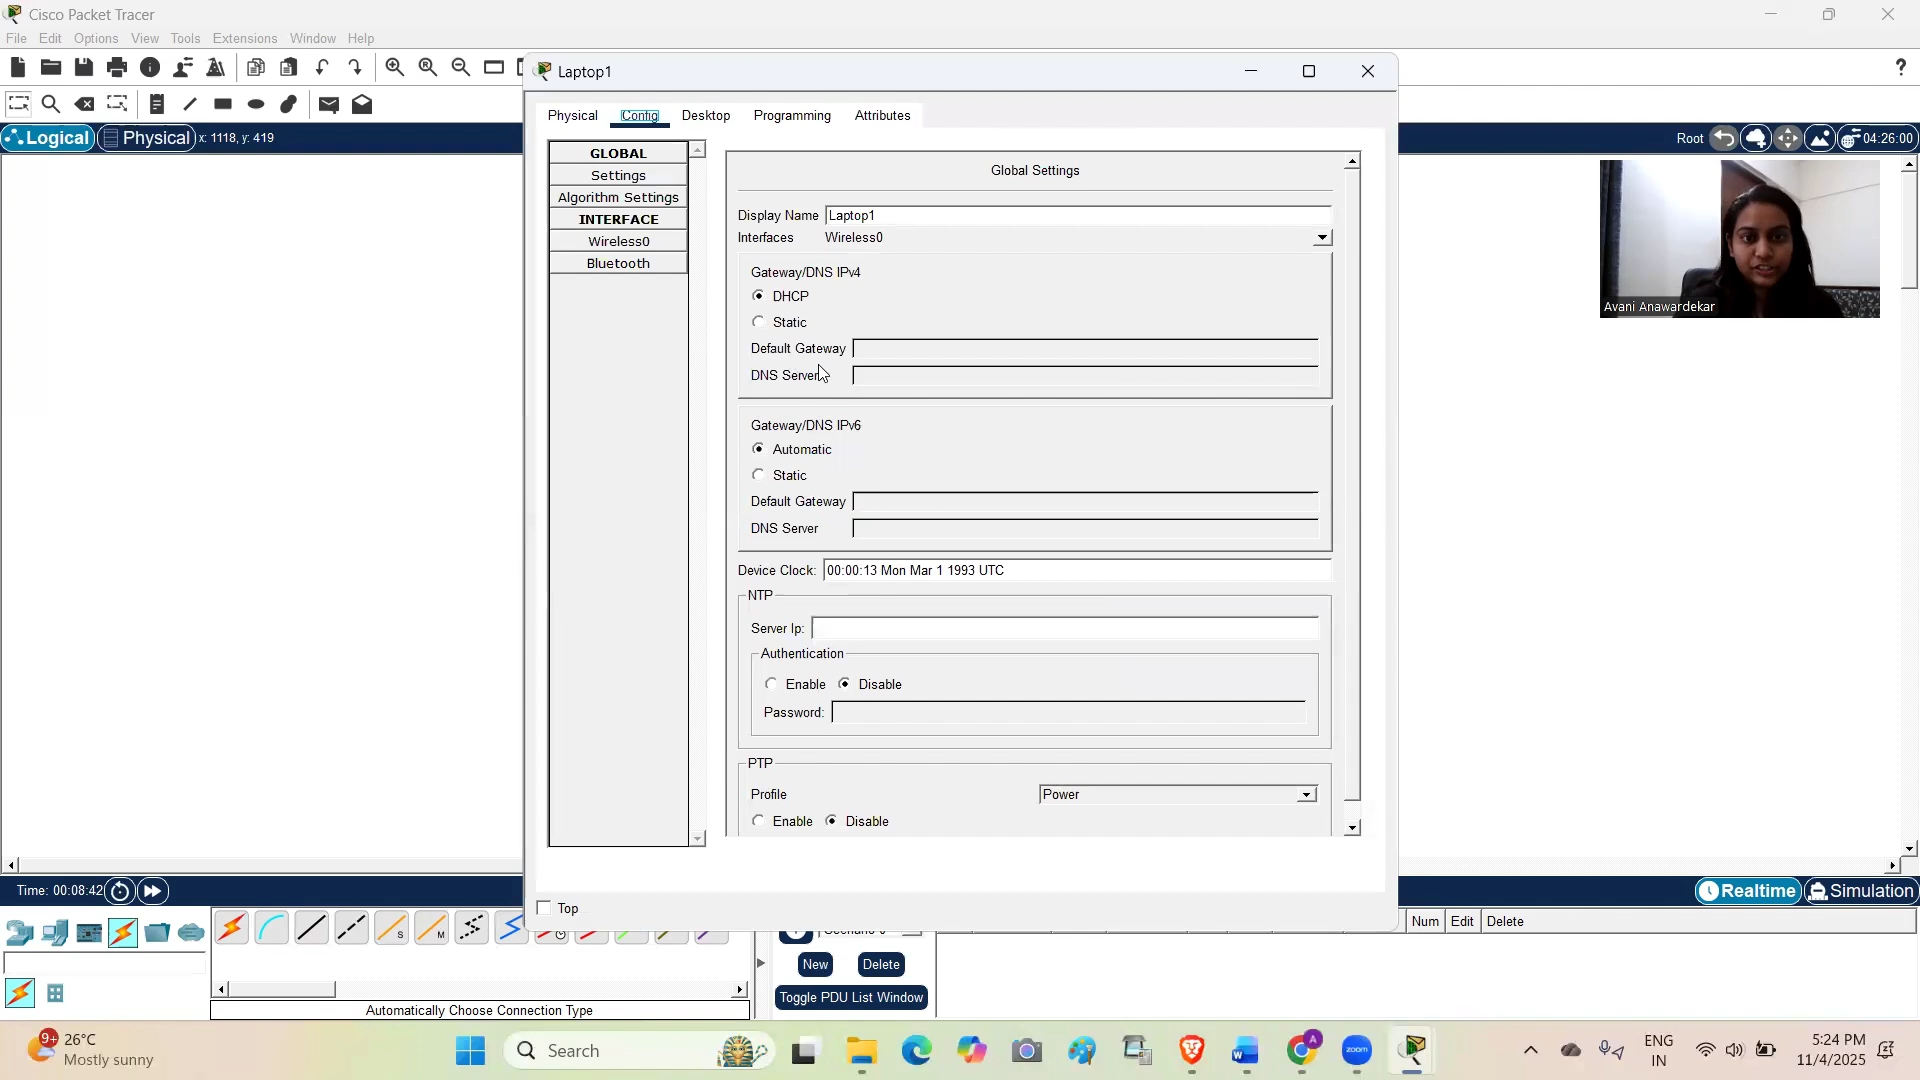 Cisco Packet Tracer
File Edit Options View Tools Extensions Window Help
Laptop1
Physical Config Desktop Programming Attributes
Logical Physical x: 1118, y: 419
Root 04:26:00
GLOBAL
Settings
Algorithm Settings
INTERFACE
Wireless0
Bluetooth
Global Settings
Display Name Laptop1
Interfaces Wireless0
Gateway/DNS IPv4
DHCP
Static
Default Gateway
DNS Server
Gateway/DNS IPv6
Automatic
Static
Default Gateway
DNS Server
Device Clock: 00:00:13 Mon Mar 1 1993 UTC
NTP
Server Ip:
Authentication
Enable Disable
Password:
PTP
Profile Power
Enable Disable
Top
Avani Anawardekar
Time: 00:08:42
Realtime Simulation
S M
Num Edit Delete
New Delete
Toggle PDU List Window
Automatically Choose Connection Type
9+ 26°C
Mostly sunny
Search
A
zoom
ENG
IN
5:24 PM
11/4/2025